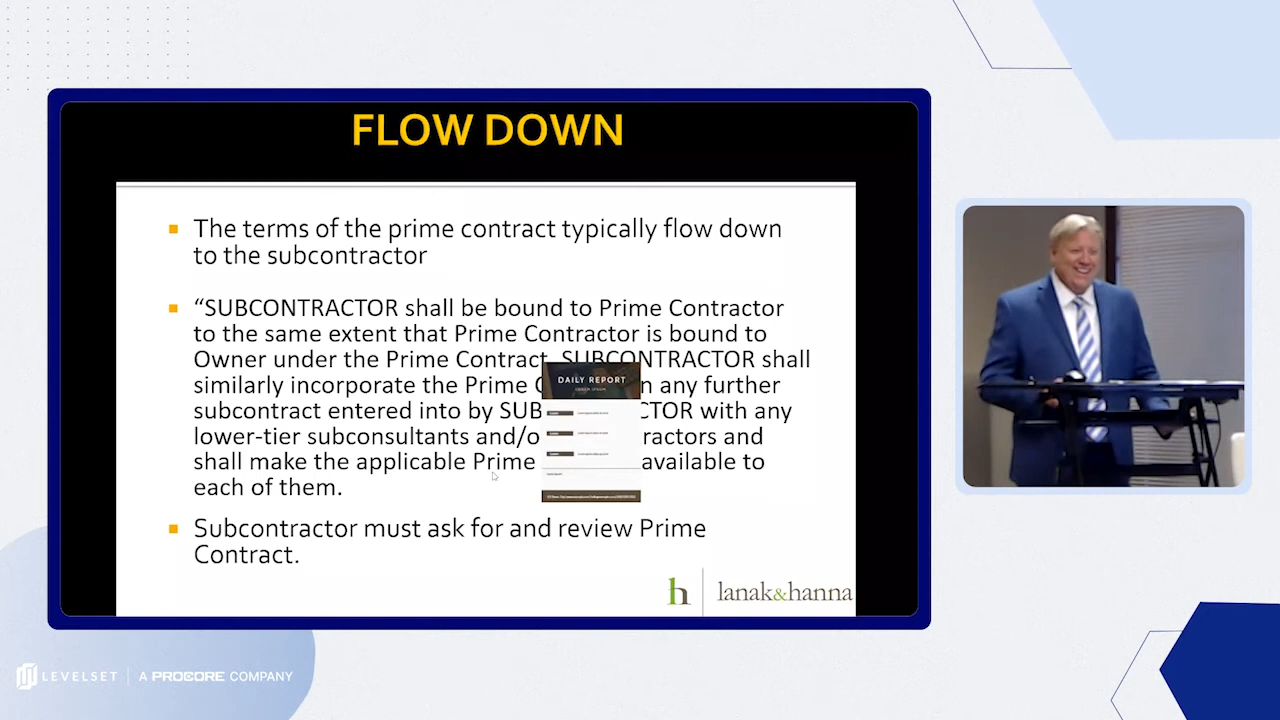 FLOW DOWN
The terms of the prime contract typically flow down
to the subcontractor
“SUBCONTRACTOR shall be bound to Prime Contractor
to the same extent that Prime Contractor is bound to
Owner under the Prime Contract. SUBCONTRACTOR shall
similarly incorporate the Prime any further
subcontract entered into by with any
lower-tier subconsultants and
shall make the applicable Prime available to
each of them.
DAILY REPORT
LOREM IPSUM
Subcontractor must ask for and review Prime
Contract.
h lanak&hanna
LEVELSET | A PROCORE COMPANY